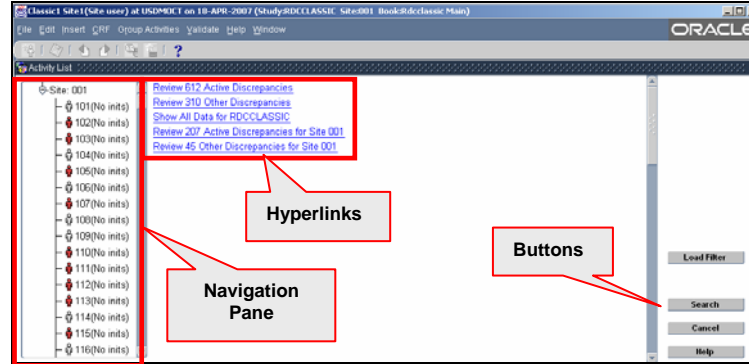 Classic1 Site1(Site user) at USDMOCT on 18-APR-2007 (Study:RDCCLASSIC Site:001 Book:Rdcclassic Main)
File Edit Insert CRF Group Activities Validate Help Window
ORACLE
?
Activity List
Site: 001
101(No inits)
102(No inits)
103(No inits)
104(No inits)
105(No inits)
106(No inits)
107(No inits)
108(No inits)
109(No inits)
110(No inits)
111(No inits)
112(No inits)
113(No inits)
114(No inits)
115(No inits)
116(No inits)
Review 612 Active Discrepancies
Review 310 Other Discrepancies
Show All Data for RDCCLASSIC
Review 207 Active Discrepancies for Site 001
Review 45 Other Discrepancies for Site 001
Hyperlinks
Navigation
Pane
Buttons
Load Filter
Search
Cancel
Help